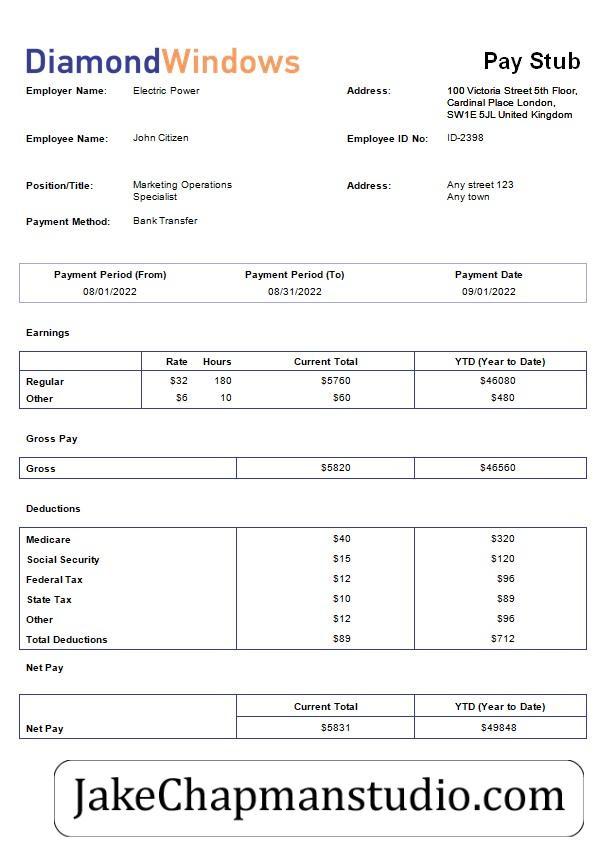 DiamondWindows
Pay Stub
Employer Name: Electric Power Address: 100 Victoria Street 5th Floor,
Cardinal Place London,
SW1E 5JL United Kingdom
Employee Name: John Citizen Employee ID No: ID-2398
Position/Title: Marketing Operations Address: Any street 123
Specialist Any town
Payment Method: Bank Transfer
Payment Period (From) Payment Period (To) Payment Date
08/01/2022 08/31/2022 09/01/2022
Earnings
Rate Hours Current Total YTD (Year to Date)
Regular $32 180 $5760 $46080
Other $6 10 $60 $480
Gross Pay
Gross $5820 $46560
Deductions
Medicare $40 $320
Social Security $15 $120
Federal Tax $12 $96
State Tax $10 $89
Other $12 $96
Total Deductions $89 $712
Net Pay
Current Total YTD (Year to Date)
Net Pay $5831 $49848
JakeChapmanstudio.com